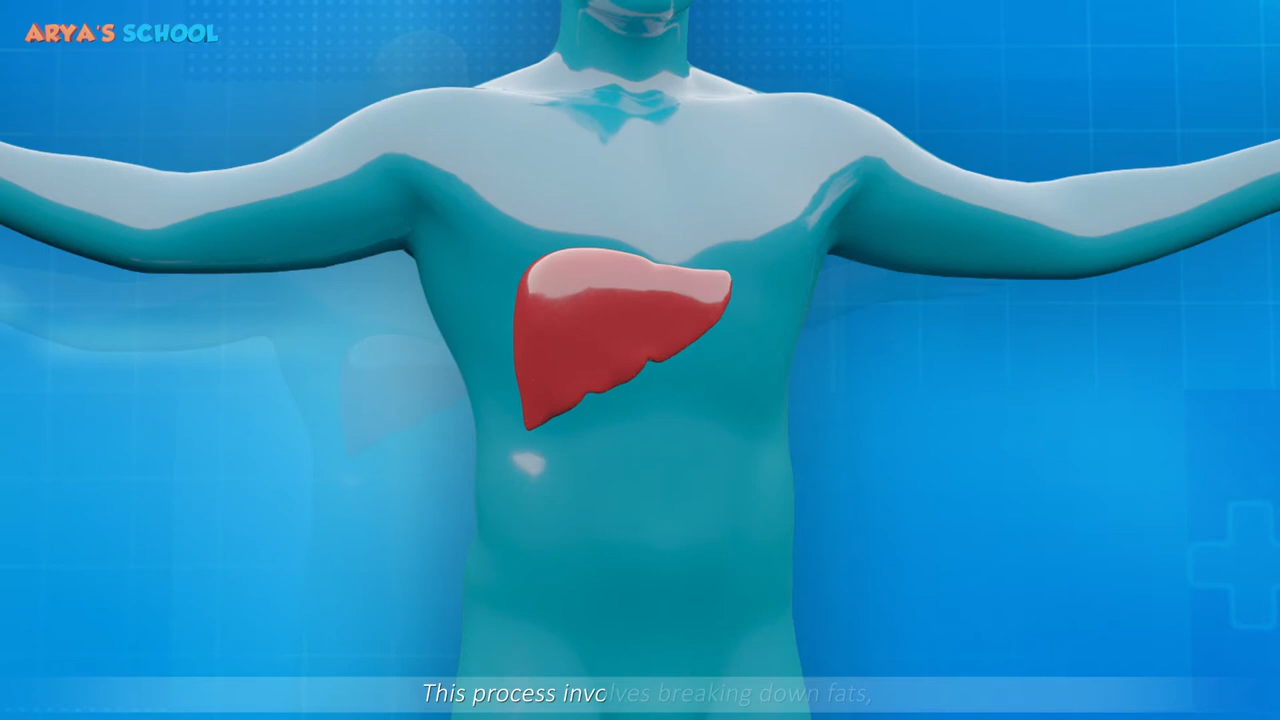 ARYA'S SCHOOL
This process involves breaking down fats,